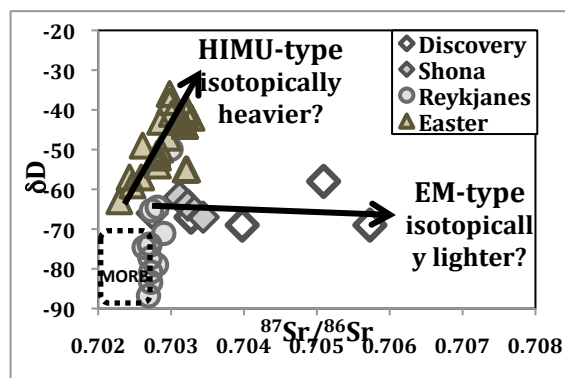 -20
-30
-40
-50
-60
-70
-80
-90
δD
HIMU-type
isotopically
heavier?
Discovery
Shona
Reykjanes
Easter
EM-type
isotopicall
y lighter?
MORB
87Sr/86Sr
0.702 0.703 0.704 0.705 0.706 0.707 0.708